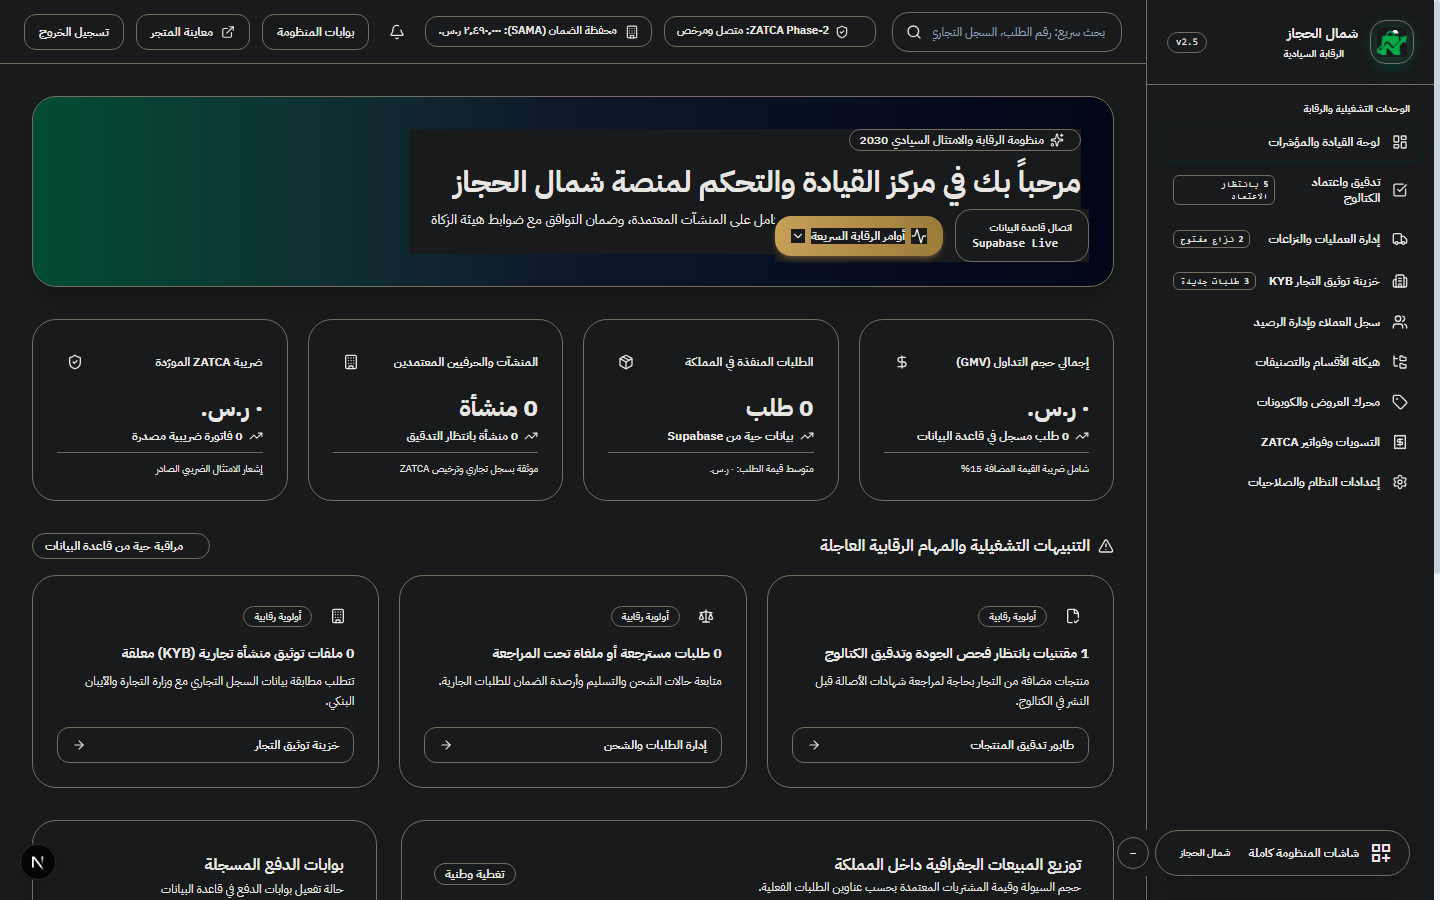 شمال الحجاز
الرقابة السيادية
v2.5
بحث سريع: رقم الطلب، السجل التجاري
ZATCA Phase-2: متصل ومرخص
محفظة الضمان (SAMA): ٢,٤٩٠,٠٠٠ ر.س.
بوابات المنظومة
معاينة المتجر
تسجيل الخروج
الوحدات التشغيلية والرقابة
لوحة القيادة والمؤشرات
تدقيق واعتماد الكتالوج
5 بانتظار الاعتماد
إدارة العمليات والنزاعات
2 نزاع مفتوح
خزينة توثيق التجار KYB
3 طلبات جديدة
سجل العملاء وإدارة الرصيد
هيكلة الأقسام والتصنيفات
محرك العروض والكوبونات
التسويات وفواتير ZATCA
إعدادات النظام والصلاحيات
شاشات المنظومة كاملة
شمال الحجاز
منظومة الرقابة والامتثال السيادي 2030
مرحباً بك في مركز القيادة والتحكم لمنصة شمال الحجاز
كامل على المنشآت المعتمدة، وضمان التوافق مع ضوابط هيئة الزكاة
اتصال قاعدة البيانات
Supabase Live
أوامر الرقابة السريعة
إجمالي حجم التداول (GMV)
٠ ر.س.
0 طلب مسجل في قاعدة البيانات
شامل ضريبة القيمة المضافة 15%
الطلبات المنفذة في المملكة
0 طلب
بيانات حية من Supabase
متوسط قيمة الطلب: ٠ ر.س.
المنشآت والحرفيين المعتمدين
0 منشأة
0 منشأة بانتظار التدقيق
موثقة بسجل تجاري وترخيص ZATCA
ضريبة ZATCA المورّدة
٠ ر.س.
0 فاتورة ضريبية مصدرة
إشعار الامتثال الضريبي الصادر
التنبيهات التشغيلية والمهام الرقابية العاجلة
مراقبة حية من قاعدة البيانات
أولوية رقابية
1 مقتنيات بانتظار فحص الجودة وتدقيق الكتالوج
منتجات مضافة من التجار بحاجة لمراجعة شهادات الأصالة قبل
النشر في الكتالوج.
طابور تدقيق المنتجات
أولوية رقابية
0 طلبات مسترجعة أو ملغاة تحت المراجعة
متابعة حالات الشحن والتسليم وأرصدة الضمان للطلبات الجارية.
إدارة الطلبات والشحن
أولوية رقابية
0 ملفات توثيق منشأة تجارية (KYB) معلقة
تتطلب مطابقة بيانات السجل التجاري مع وزارة التجارة والآيبان
البنكي.
خزينة توثيق التجار
توزيع المبيعات الجغرافية داخل المملكة
حجم السيولة وقيمة المشتريات المعتمدة بحسب عناوين الطلبات الفعلية.
تغطية وطنية
بوابات الدفع المسجلة
حالة تفعيل بوابات الدفع في قاعدة البيانات
N